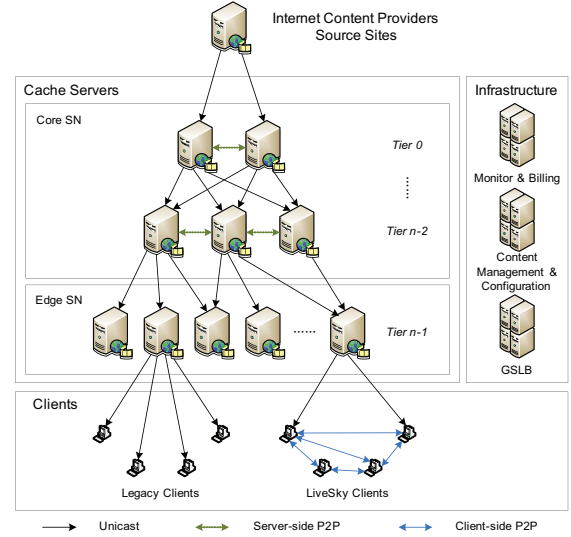 Internet Content Providers
Source Sites
Cache Servers
Infrastructure
Core SN
Tier 0
Monitor & Billing
Tier n-2
Content
Management &
Configuration
Edge SN
......
Tier n-1
GSLB
Clients
Legacy Clients
LiveSky Clients
Unicast
Server-side P2P
Client-side P2P